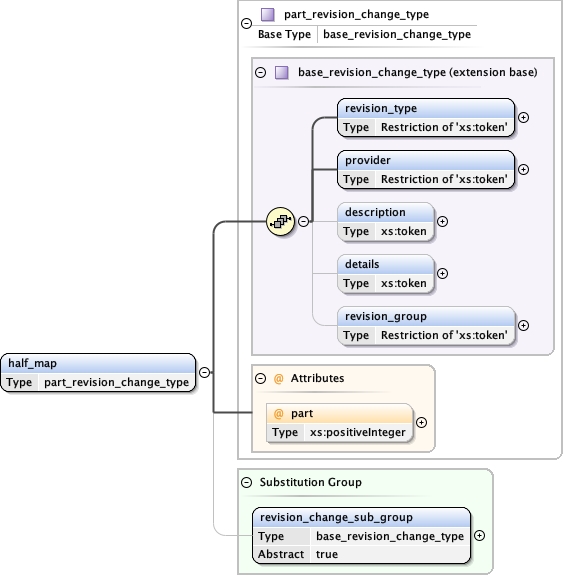 part_revision_change_type
Base Type base_revision_change_type
base_revision_change_type (extension base)
revision_type
Type Restriction of 'xs:token'
provider
Type Restriction of 'xs:token'
description
Type xs:token
details
Type xs:token
revision_group
Type Restriction of 'xs:token'
half_map
Type part_revision_change_type
@ Attributes
@ part
Type xs:positiveInteger
Substitution Group
revision_change_sub_group
Type base_revision_change_type
Abstract true